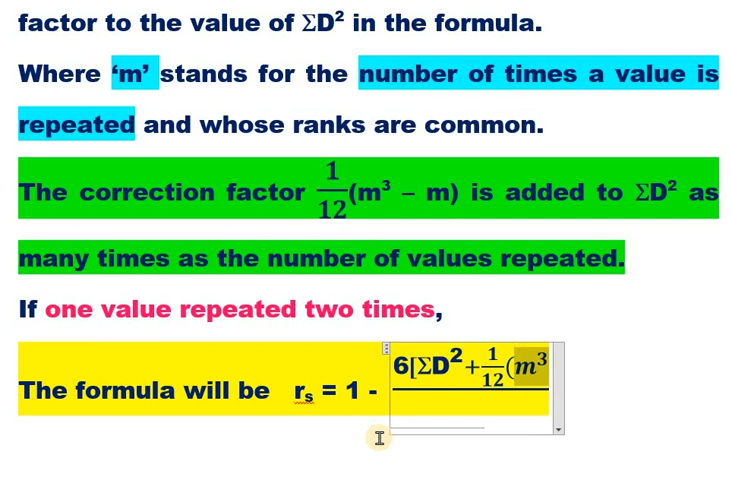 factor to the value of ΣD² in the formula.
Where ‘m’ stands for the number of times a value is
repeated and whose ranks are common.
The correction factor 1/12(m³ – m) is added to ΣD² as
many times as the number of values repeated.
If one value repeated two times,
The formula will be rₛ = 1 - 6[ΣD²+1/12(m³